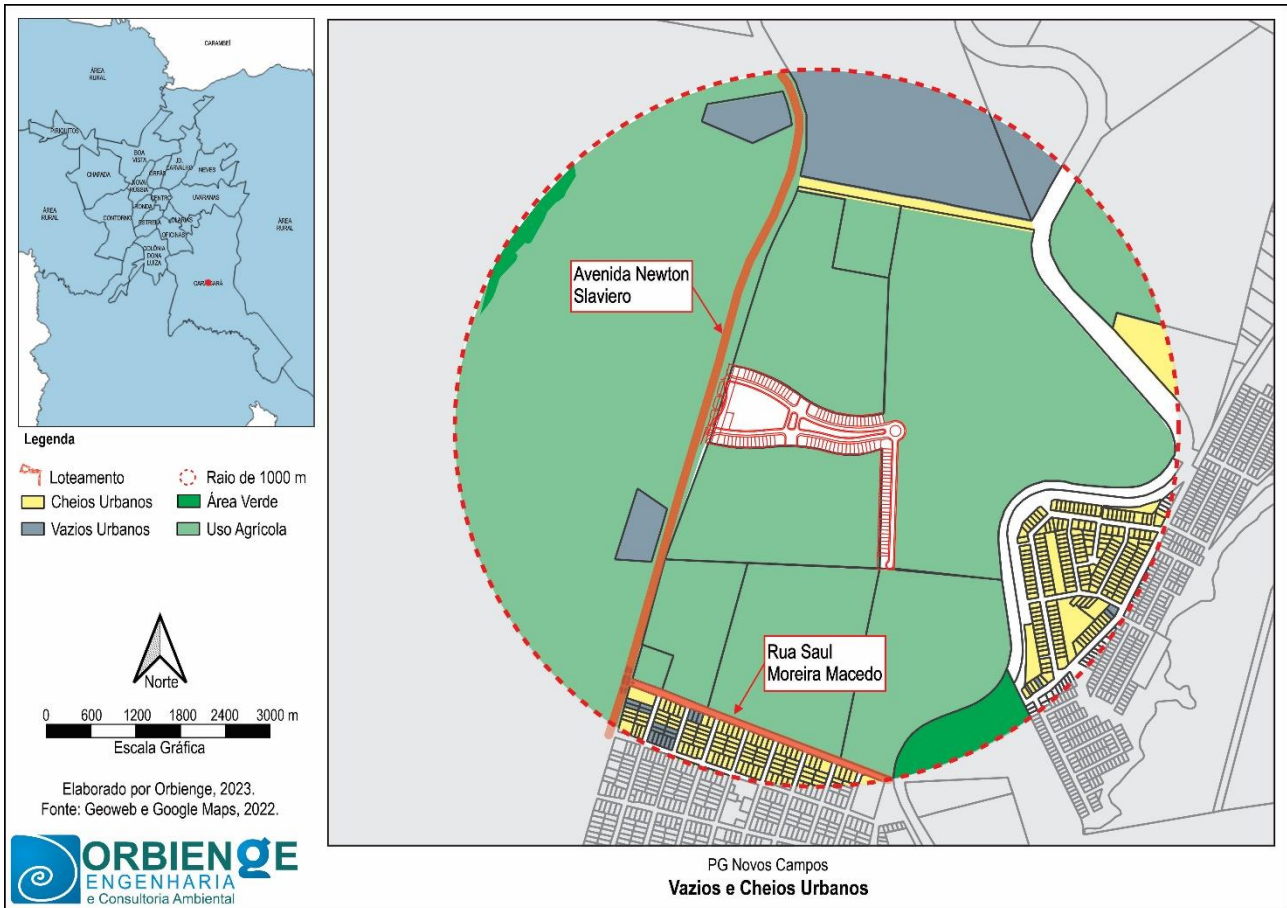 CARAMBEÍ
ÁREA
RURAL
PIRIQUITOS
BOA
VISTA
JD.
CARVALHO
ÓRFÃS
NEVES
CHAPADA
NOVA
RÚSSIA
CENTRO
UVARANAS
RONDA
ÁREA
RURAL
CONTORNO
ESTRELA
OLARIAS
ÁREA
RURAL
OFICINAS
COLÔNIA
DONA
LUIZA
CARÁ-CARÁ
Legenda
Loteamento
Raio de 1000 m
Cheios Urbanos
Área Verde
Vazios Urbanos
Uso Agrícola
Norte
0 600 1200 1800 2400 3000 m
Escala Gráfica
Elaborado por Orbienge, 2023.
Fonte: Geoweb e Google Maps, 2022.
ORBIENGE
ENGENHARIA
e Consultoria Ambiental
Avenida Newton
Slaviero
Rua Saul
Moreira Macedo
PG Novos Campos
Vazios e Cheios Urbanos